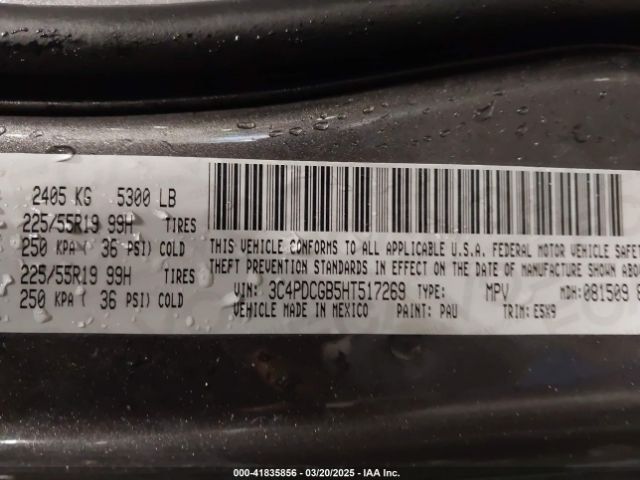 2405 KG 5300 LB
225/55R19 99H TIRES
250 KPA ( 36 PSI) COLD
225/55R19 99H TIRES
250 KPA ( 36 PSI) COLD
THIS VEHICLE CONFORMS TO ALL APPLICABLE U.S.A. FEDERAL MOTOR VEHICLE SAFE
THEFT PREVENTION STANDARDS IN EFFECT ON THE DATE OF MANUFACTURE SHOWN AB
VIN: 3C4PDCGB5HT517269 TYPE: MPV MDH: 081509
VEHICLE MADE IN MEXICO PAINT: PAU TRIM: E5X9
000-41835856 — 03/20/2025 — IAA Inc.